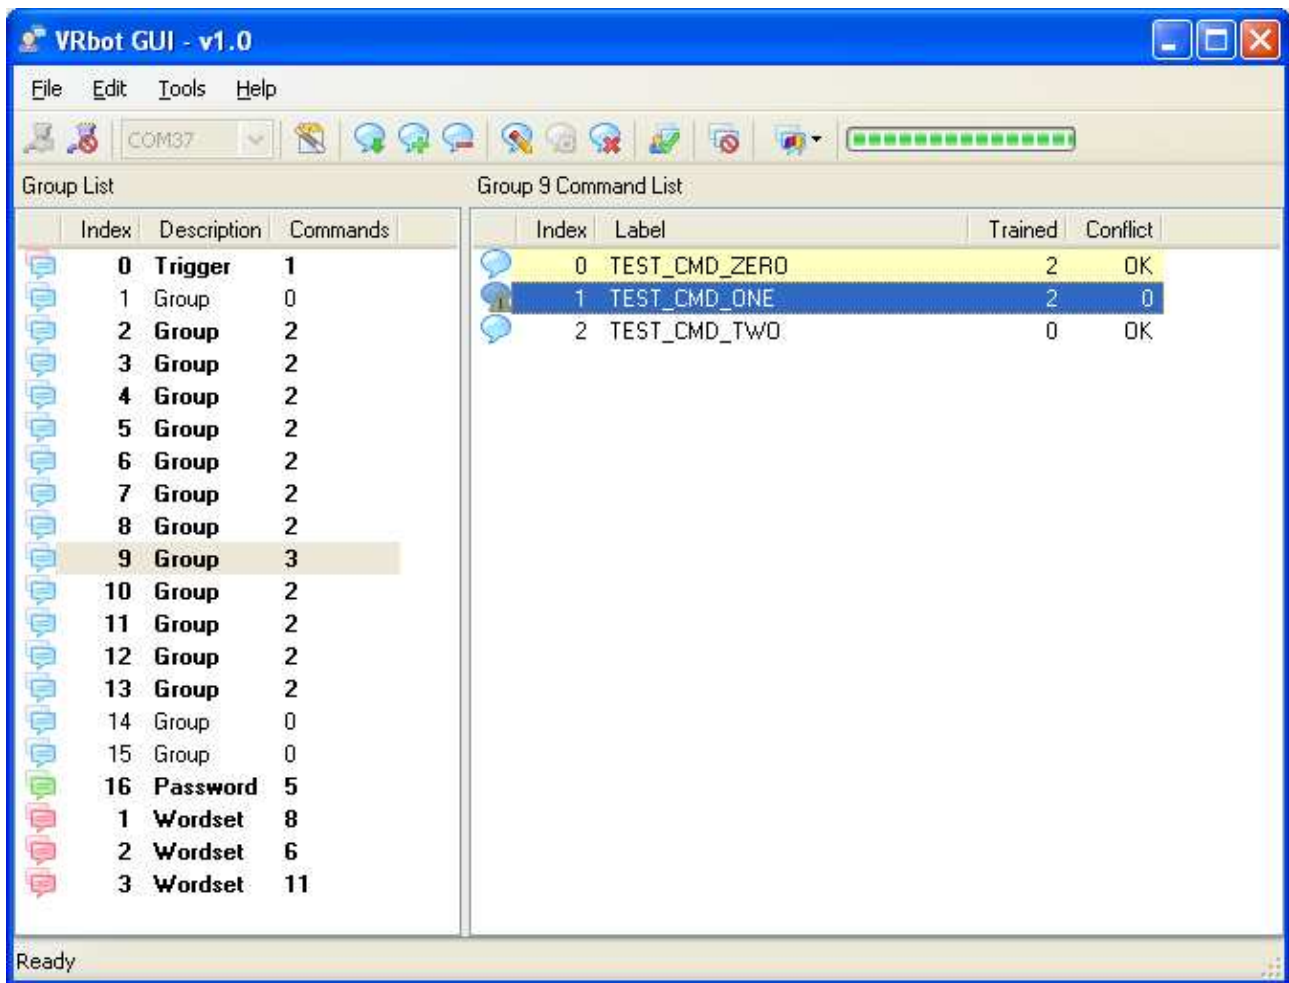 VRbot GUI - v1.0
File Edit Tools Help
COM37
Group List
Index Description Commands
0 Trigger 1
1 Group 0
2 Group 2
3 Group 2
4 Group 2
5 Group 2
6 Group 2
7 Group 2
8 Group 2
9 Group 3
10 Group 2
11 Group 2
12 Group 2
13 Group 2
14 Group 0
15 Group 0
16 Password 5
1 Wordset 8
2 Wordset 6
3 Wordset 11
Group 9 Command List
Index Label Trained Conflict
0 TEST_CMD_ZERO 2 OK
1 TEST_CMD_ONE 2 0
2 TEST_CMD_TWO 0 OK
Ready